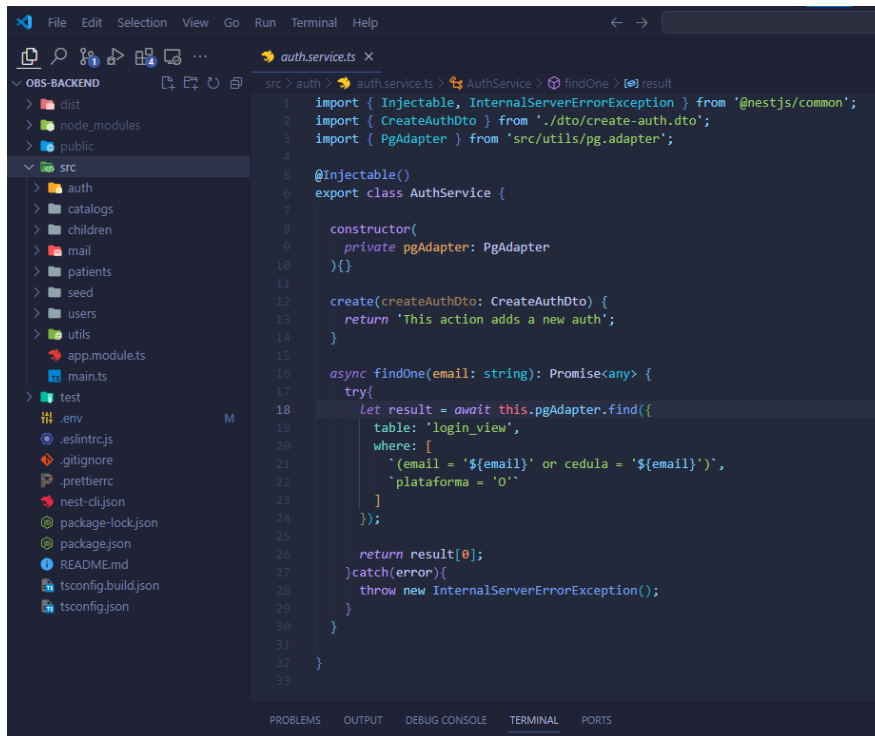 File Edit Selection View Go Run Terminal Help
1
4
auth.service.ts
OBS-BACKEND
src > auth > auth.service.ts > AuthService > findOne > result
dist
node_modules
public
src
auth
catalogs
children
mail
patients
seed
users
utils
app.module.ts
main.ts
test
.env M
.eslintrc.js
.gitignore
.prettierrc
nest-cli.json
package-lock.json
package.json
README.md
tsconfig.build.json
tsconfig.json
1 import { Injectable, InternalServerErrorException } from '@nestjs/common';
2 import { CreateAuthDto } from './dto/create-auth.dto';
3 import { PgAdapter } from 'src/utils/pg.adapter';
4
5 @Injectable()
6 export class AuthService {
7
8 constructor(
9 private pgAdapter: PgAdapter
10 ){}
11
12 create(createAuthDto: CreateAuthDto) {
13 return 'This action adds a new auth';
14 }
15
16 async findOne(email: string): Promise<any> {
17 try{
18 let result = await this.pgAdapter.find({
19 table: 'login_view',
20 where: [
21 `(email = '${email}' or cedula = '${email}')`,
22 `plataforma = 'O'`
23 ]
24 });
25
26 return result[0];
27 }catch(error){
28 throw new InternalServerErrorException();
29 }
30 }
31
32 }
33
PROBLEMS OUTPUT DEBUG CONSOLE TERMINAL PORTS